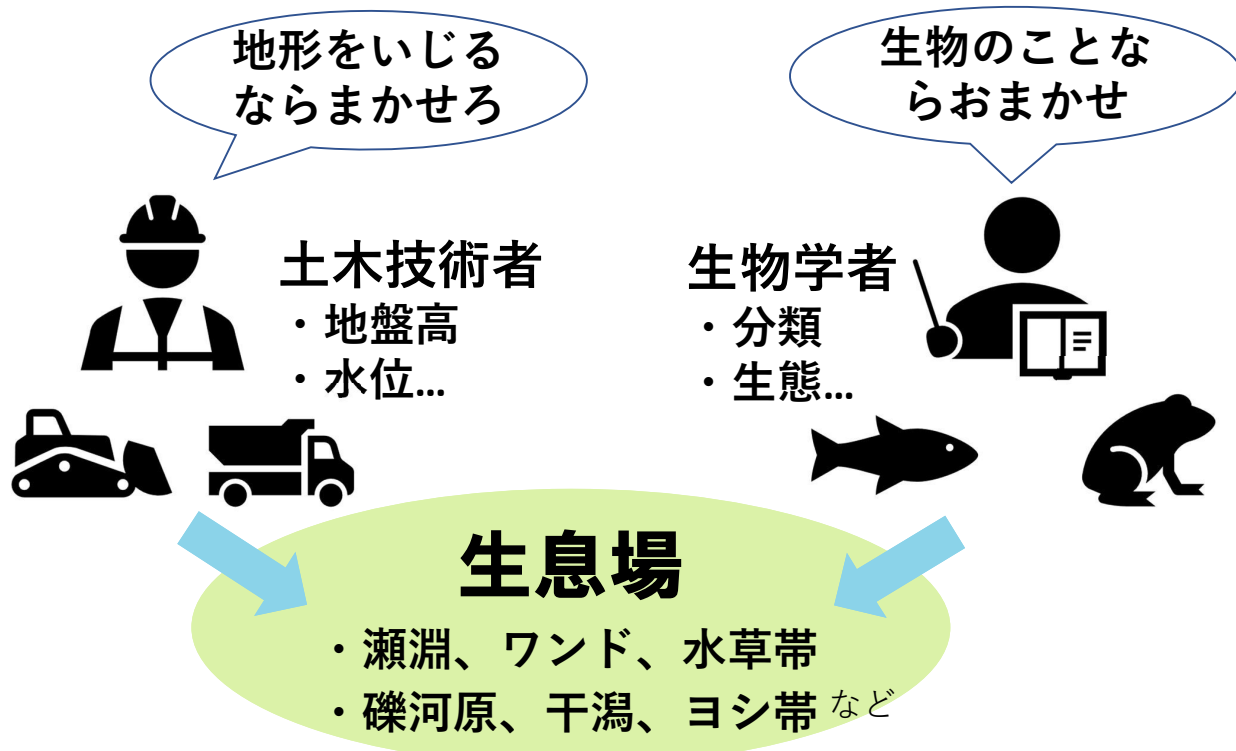 地形をいじる
ならまかせろ
生物のことな
らおまかせ
土木技術者
・地盤高
・水位...
生物学者
・分類
・生態...
生息場
・瀬淵、ワンド、水草帯
・礫河原、干潟、ヨシ帯 など